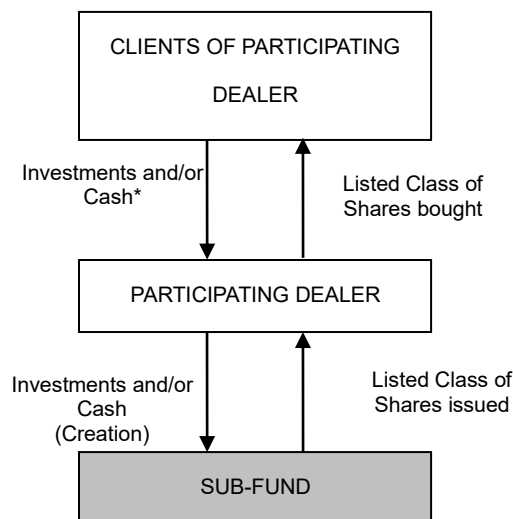 CLIENTS OF PARTICIPATING
DEALER
Investments and/or
Cash*
Listed Class of
Shares bought
PARTICIPATING DEALER
Investments and/or
Cash
(Creation)
Listed Class of
Shares issued
SUB-FUND